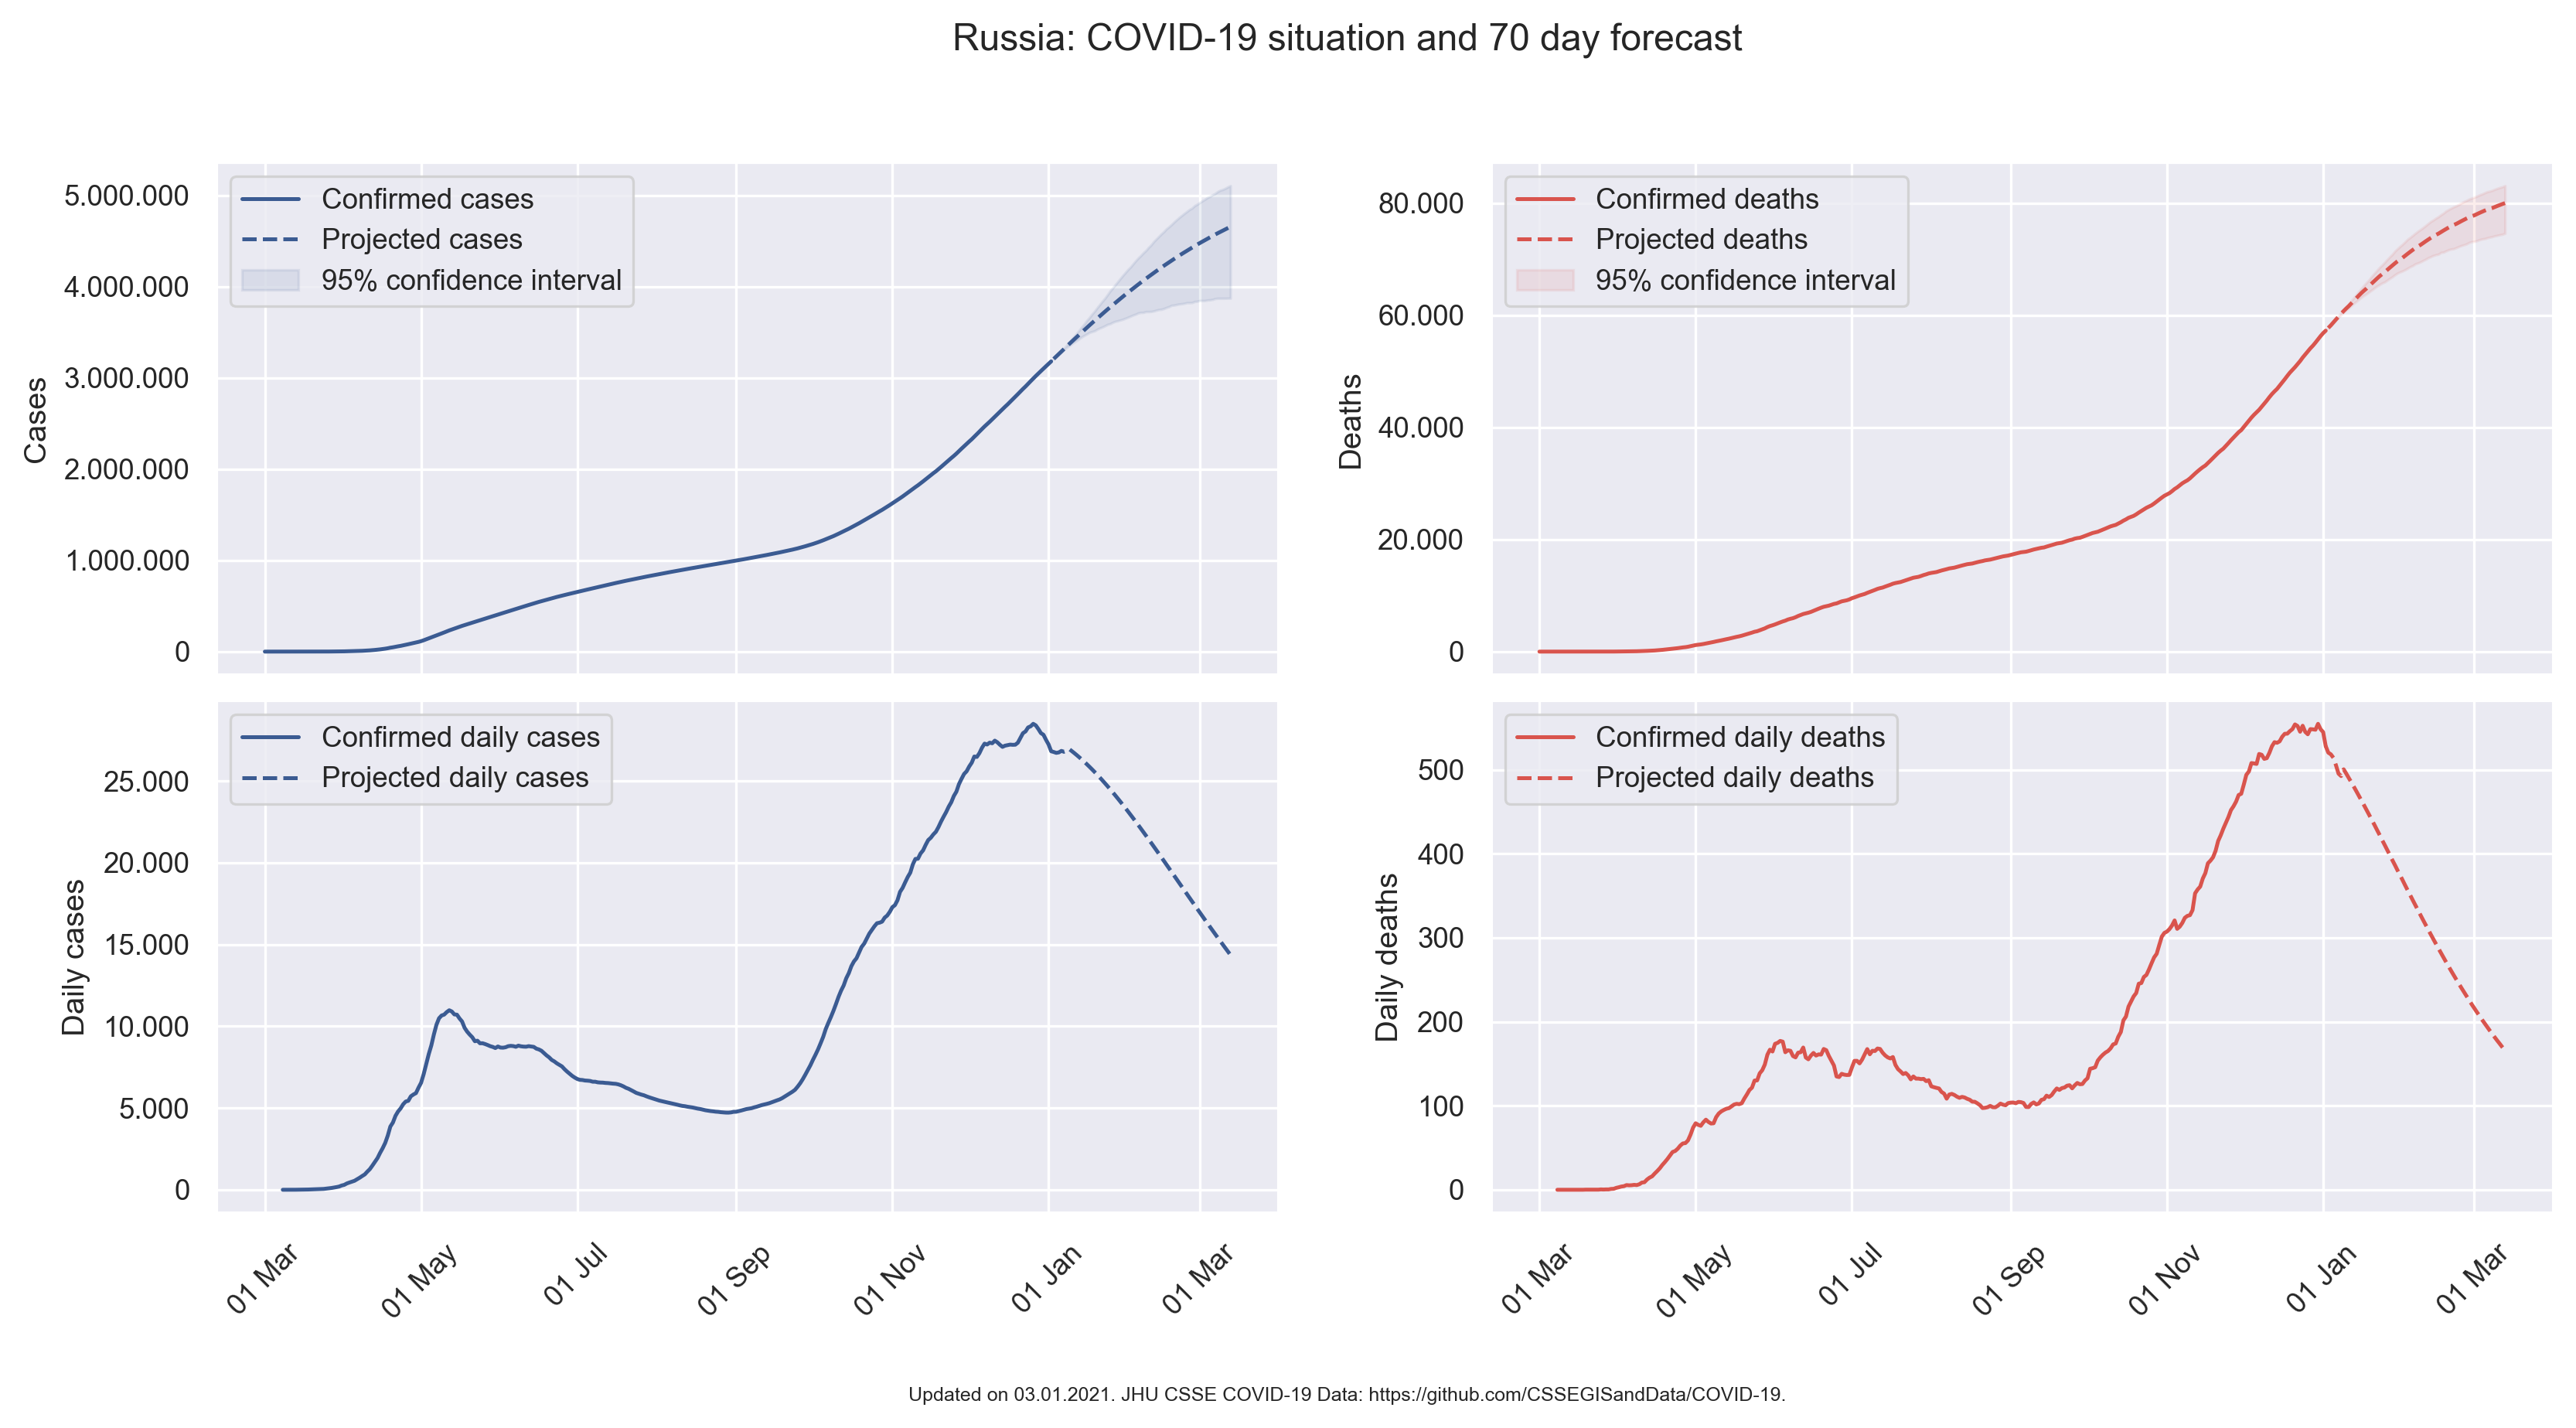 Russia: COVID-19 situation and 70 day forecast
Cases
5.000.000
4.000.000
3.000.000
2.000.000
1.000.000
0
Confirmed cases
Projected cases
95% confidence interval
Deaths
80.000
60.000
40.000
20.000
0
Confirmed deaths
Projected deaths
95% confidence interval
Daily cases
25.000
20.000
15.000
10.000
5.000
0
Confirmed daily cases
Projected daily cases
01 Mar
01 May
01 Jul
01 Sep
01 Nov
01 Jan
01 Mar
Daily deaths
500
400
300
200
100
0
Confirmed daily deaths
Projected daily deaths
01 Mar
01 May
01 Jul
01 Sep
01 Nov
01 Jan
01 Mar
Updated on 03.01.2021. JHU CSSE COVID-19 Data: https://github.com/CSSEGISandData/COVID-19.